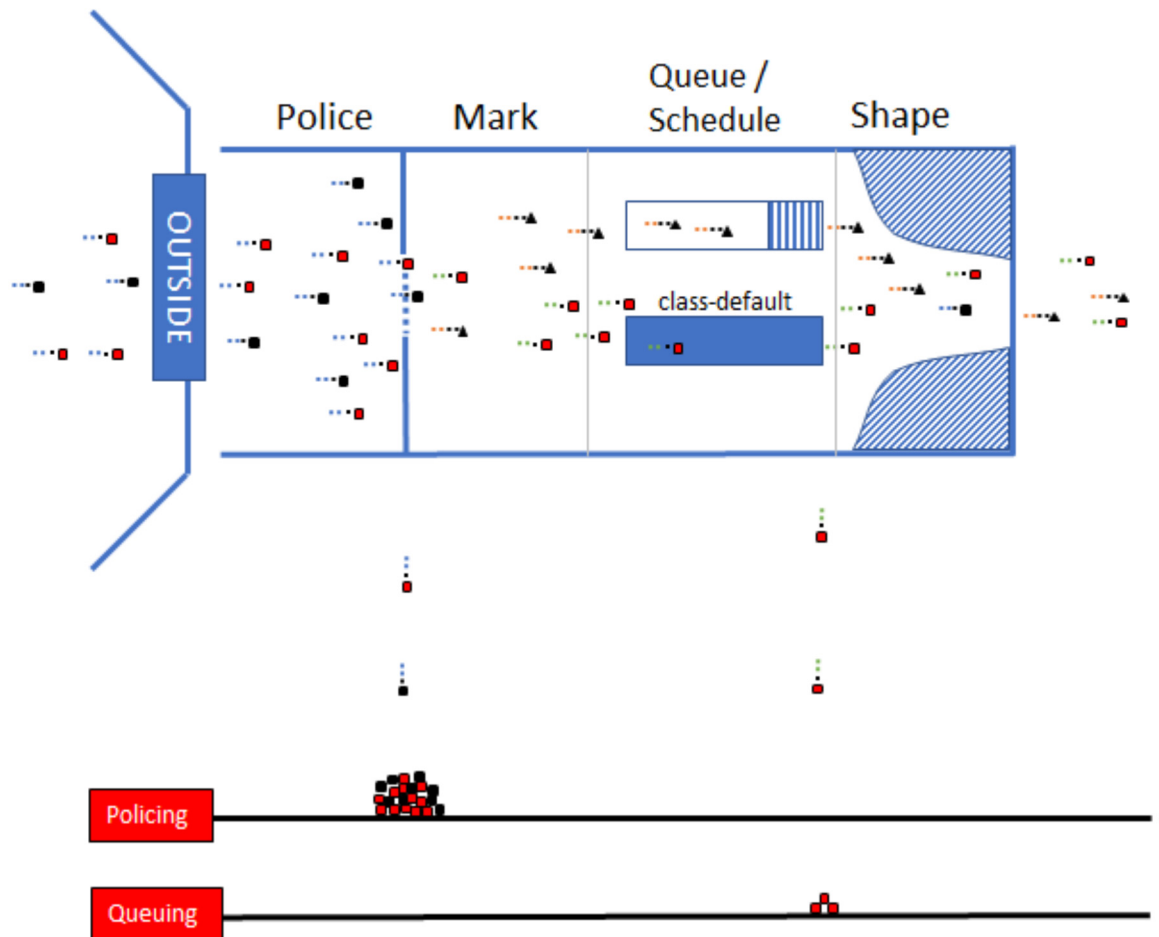 Police
Mark
Queue /
Schedule
Shape
OUTSIDE
class-default
Policing
Queuing